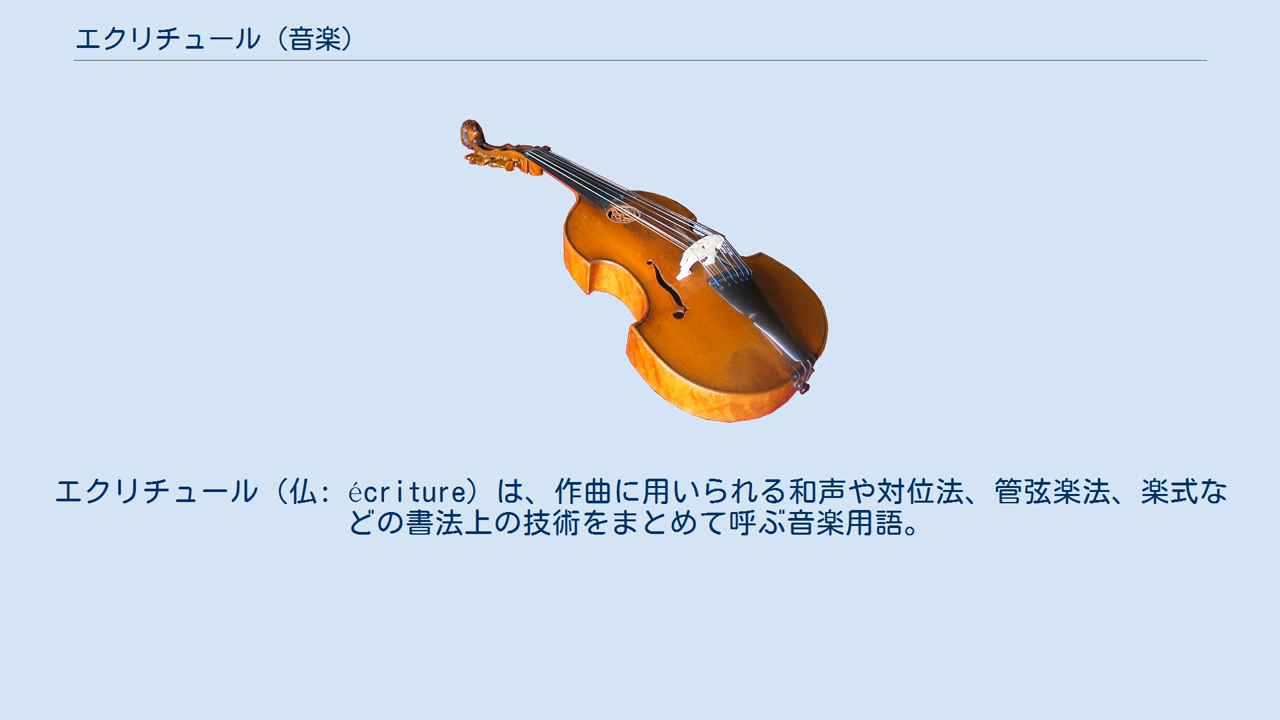 エクリチュール（音楽）
エクリチュール（仏: écriture）は、作曲に用いられる和声や対位法、管弦楽法、楽式な
どの書法上の技術をまとめて呼ぶ音楽用語。